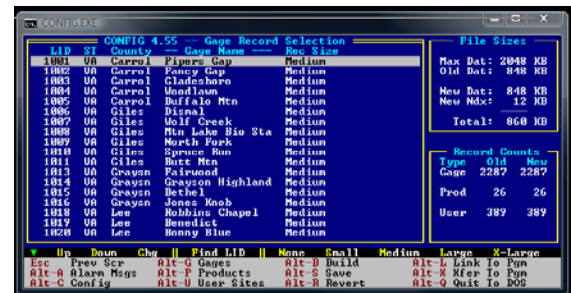 CONFIG.EXE
CONFIG 4.55 -- Gage Record Selection
LID ST County -- Gage Name --- Rec Size
1001 VA Carrol Pipers Gap Medium
1002 VA Carrol Fancy Gap Medium
1003 VA Carrol Gladesboro Medium
1004 VA Carrol Woodlawn Medium
1005 VA Carrol Buffalo Mtn Medium
1006 VA Giles Dismal Medium
1007 VA Giles Wolf Creek Medium
1008 VA Giles Mtn Lake Bio Sta Medium
1009 VA Giles North Fork Medium
1010 VA Giles Spruce Run Medium
1011 VA Giles Butt Mtn Medium
1013 VA Graysn Fairwood Medium
1014 VA Graysn Grayson Highland Medium
1015 VA Graysn Bethel Medium
1016 VA Graysn Jones Knob Medium
1018 VA Lee Robbins Chapel Medium
1019 VA Lee Benedict Medium
1020 VA Lee Bonny Blue Medium
File Sizes
Max Dat: 2048 KB
Old Dat: 848 KB
New Dat: 848 KB
New Ndx: 12 KB
Total: 860 KB
Record Counts
Type Old New
Gage 2287 2287
Prod 26 26
User 389 389
▼ Up Down Chg || Find LID || None Small Medium Large X-Large
Esc Prev Scr Alt-G Gages Alt-B Build Alt-L Link To Pgm
Alt-A Alarm Msgs Alt-P Products Alt-S Save Alt-X Xfer To Pgm
Alt-C Config Alt-U User Sites Alt-R Revert Alt-Q Quit To DOS